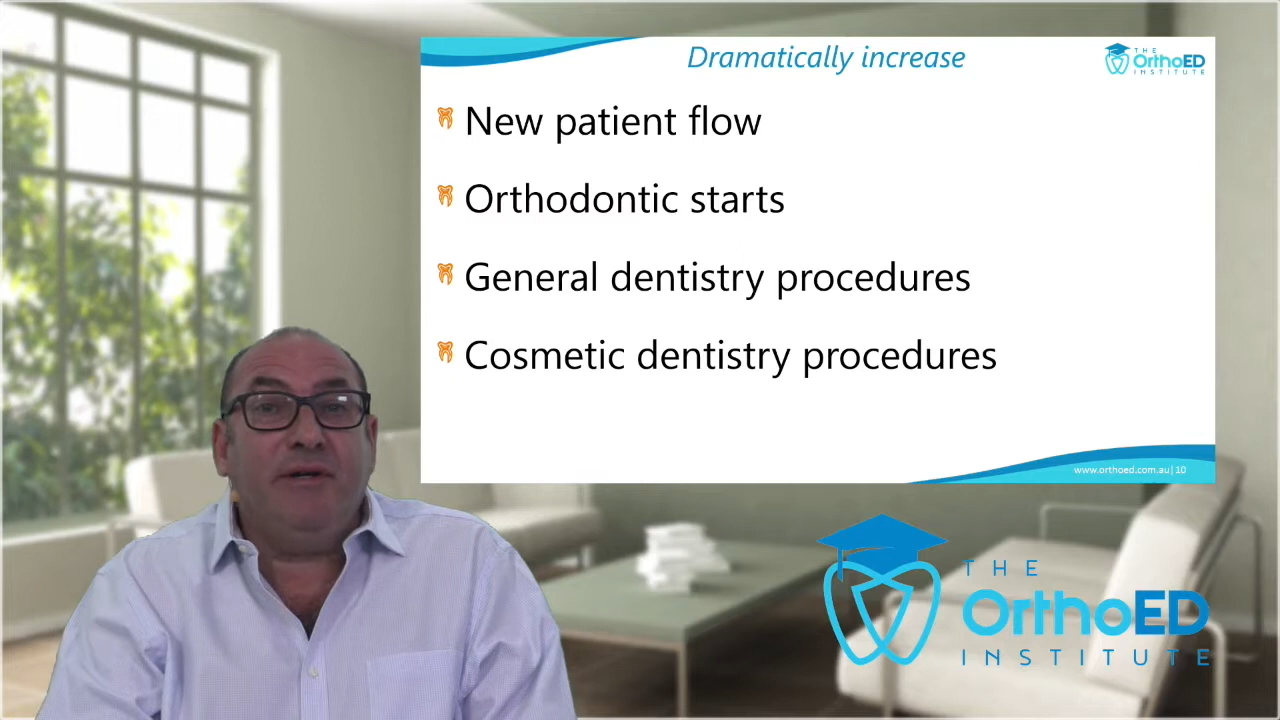 Dramatically increase
THE
OrthoED
INSTITUTE
New patient flow
Orthodontic starts
General dentistry procedures
Cosmetic dentistry procedures
www.orthoed.com.au| 10
THE
OrthoED
INSTITUTE